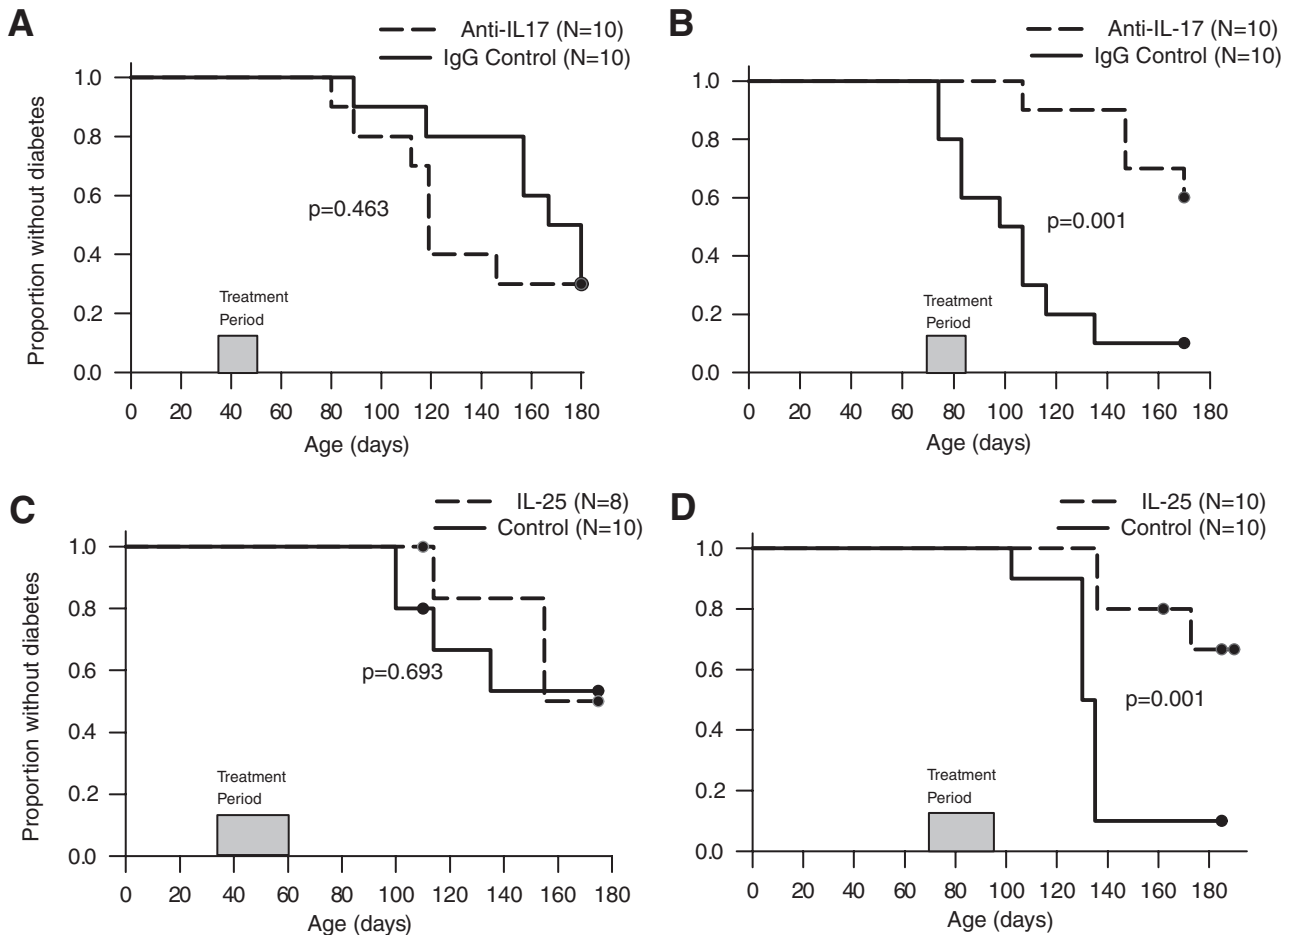 A
Anti-IL17 (N=10)
IgG Control (N=10)
Proportion without diabetes
1.0
0.8
0.6
0.4
0.2
0.0
p=0.463
Treatment
Period
0 20 40 60 80 100 120 140 160 180
Age (days)
B
Anti-IL-17 (N=10)
IgG Control (N=10)
1.0
0.8
0.6
0.4
0.2
0.0
p=0.001
Treatment
Period
0 20 40 60 80 100 120 140 160 180
Age (days)
C
IL-25 (N=8)
Control (N=10)
Proportion without diabetes
1.0
0.8
0.6
0.4
0.2
0.0
p=0.693
Treatment
Period
0 20 40 60 80 100 120 140 160 180
Age (days)
D
IL-25 (N=10)
Control (N=10)
1.0
0.8
0.6
0.4
0.2
0.0
p=0.001
Treatment
Period
0 20 40 60 80 100 120 140 160 180
Age (days)